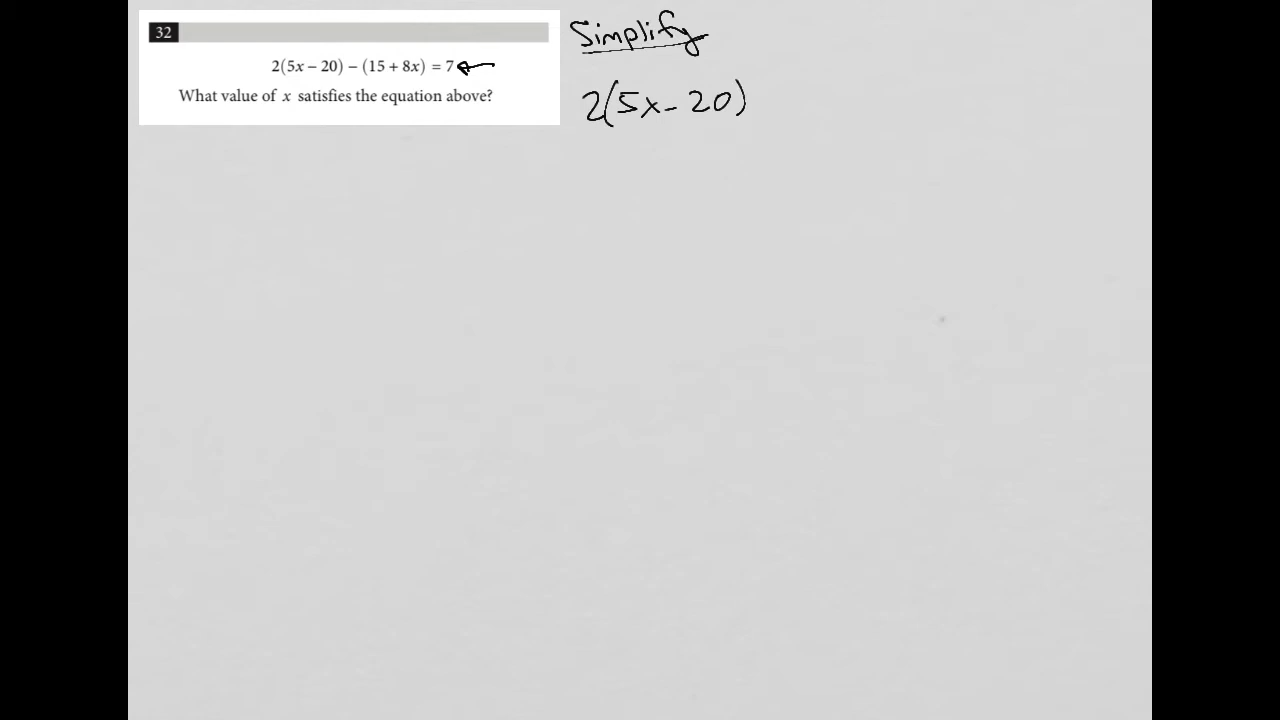 32
2(5x − 20) − (15 + 8x) = 7
What value of x satisfies the equation above?
Simplify
2(5x - 20)